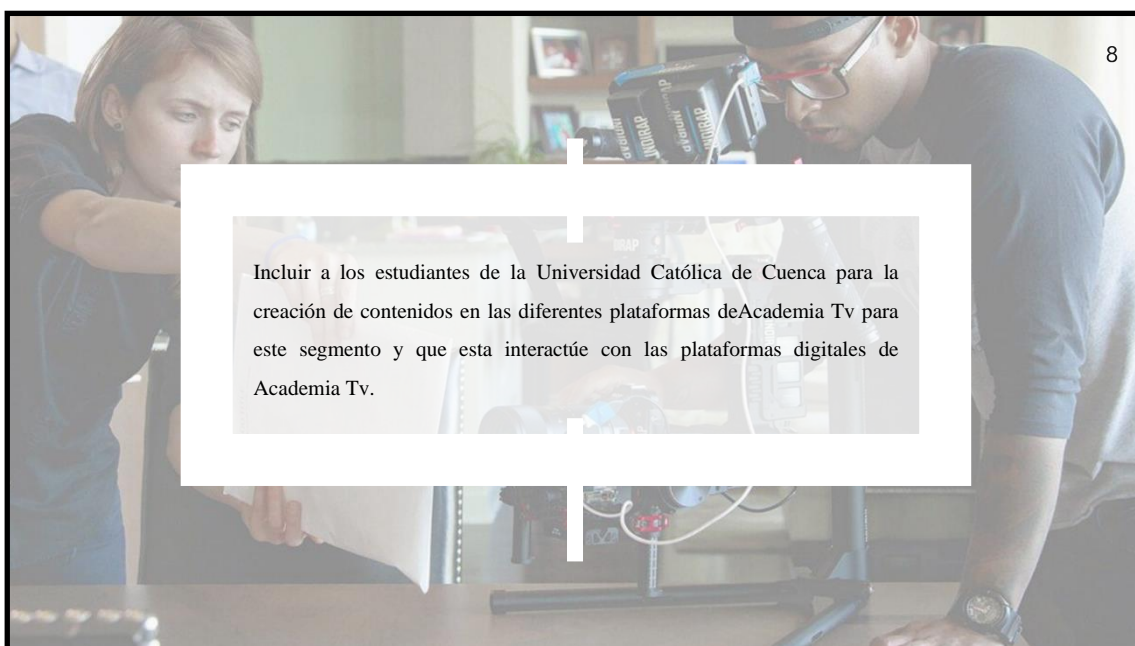 8
Incluir a los estudiantes de la Universidad Católica de Cuenca para la
creación de contenidos en las diferentes plataformas deAcademia Tv para
este segmento y que esta interactúe con las plataformas digitales de
Academia Tv.